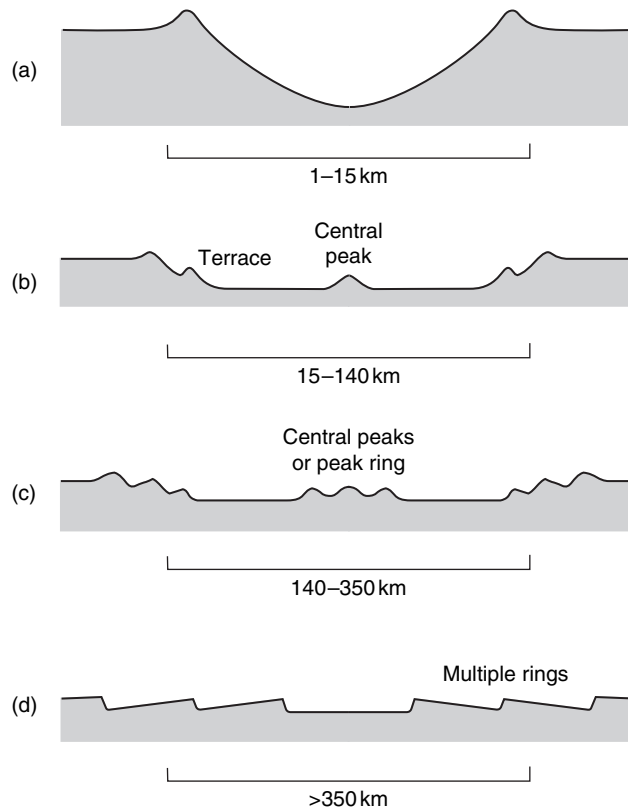 (a)
1–15 km
(b)
Terrace
Central
peak
15–140 km
(c)
Central peaks
or peak ring
140–350 km
(d)
Multiple rings
>350 km